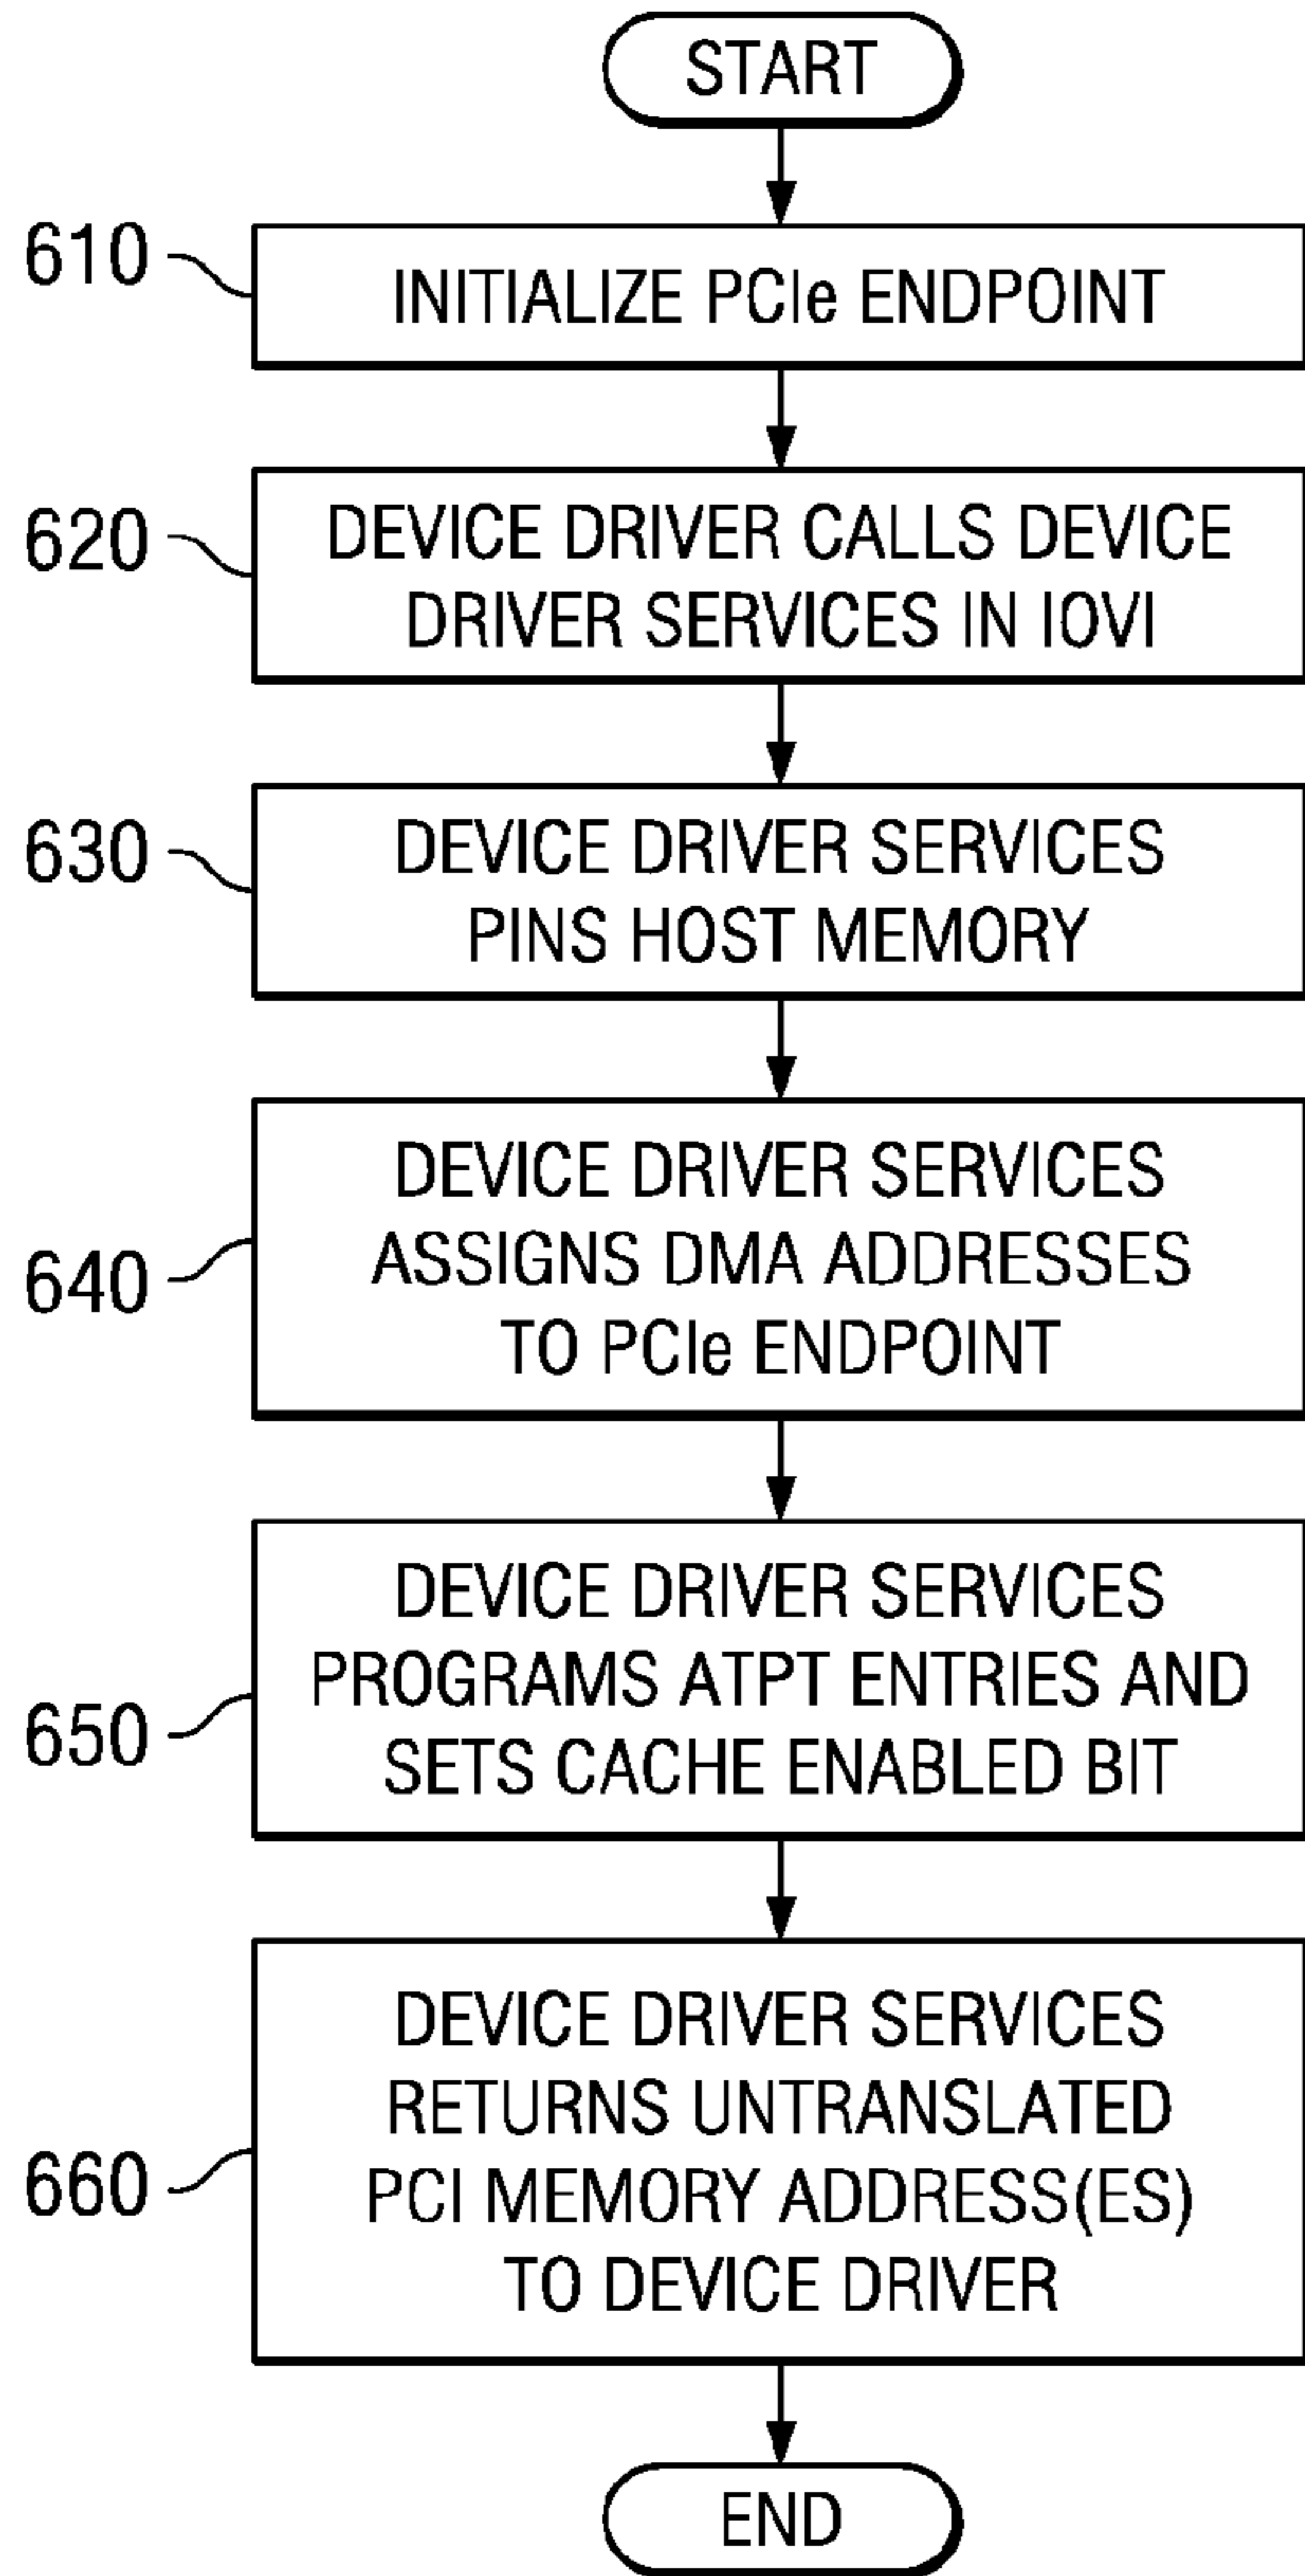 START
610
INITIALIZE PCIe ENDPOINT
620
DEVICE DRIVER CALLS DEVICE
DRIVER SERVICES IN IOVI
630
DEVICE DRIVER SERVICES
PINS HOST MEMORY
640
DEVICE DRIVER SERVICES
ASSIGNS DMA ADDRESSES
TO PCIe ENDPOINT
650
DEVICE DRIVER SERVICES
PROGRAMS ATPT ENTRIES AND
SETS CACHE ENABLED BIT
660
DEVICE DRIVER SERVICES
RETURNS UNTRANSLATED
PCI MEMORY ADDRESS(ES)
TO DEVICE DRIVER
END